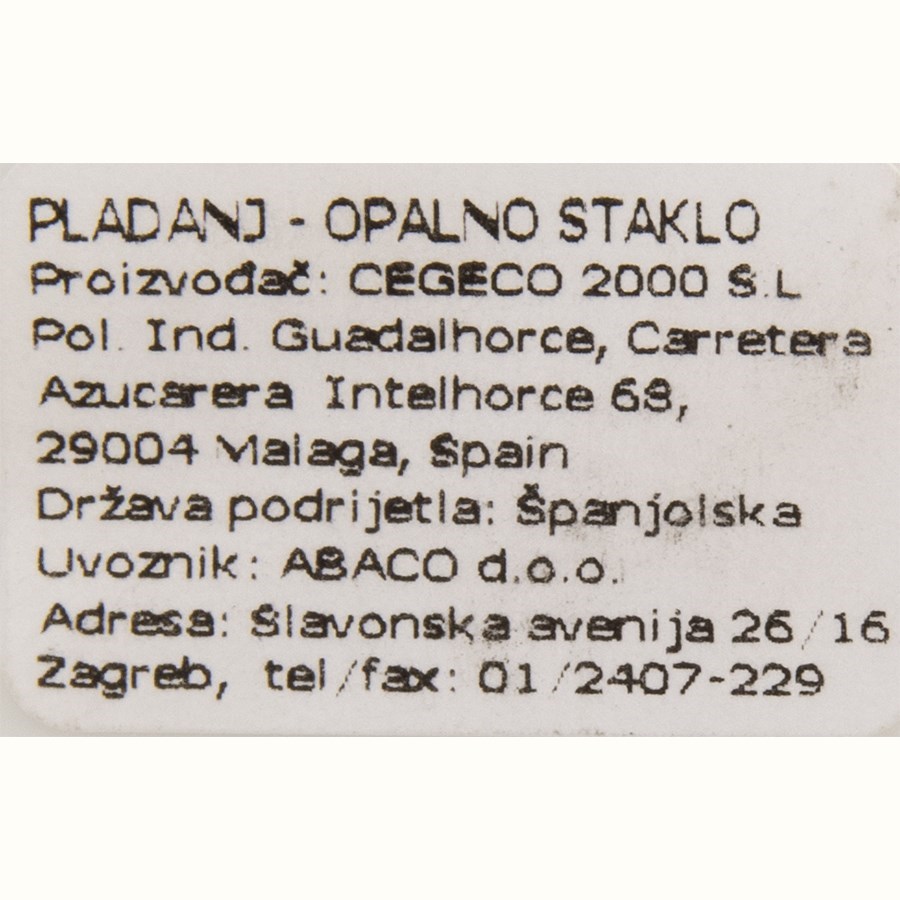 PLADANJ - OPALNO STAKLO
Proizvođač: CEGECO 2000 S.L
Pol. Ind. Guadalhorce, Carretera
Azucarera Intelhorce 68,
29004 Malaga, Spain
Država podrijetla: Španjolska
Uvoznik: ABACO d.o.o.
Adresa: Slavonska avenija 26/16
Zagreb, tel/fax: 01/2407-229